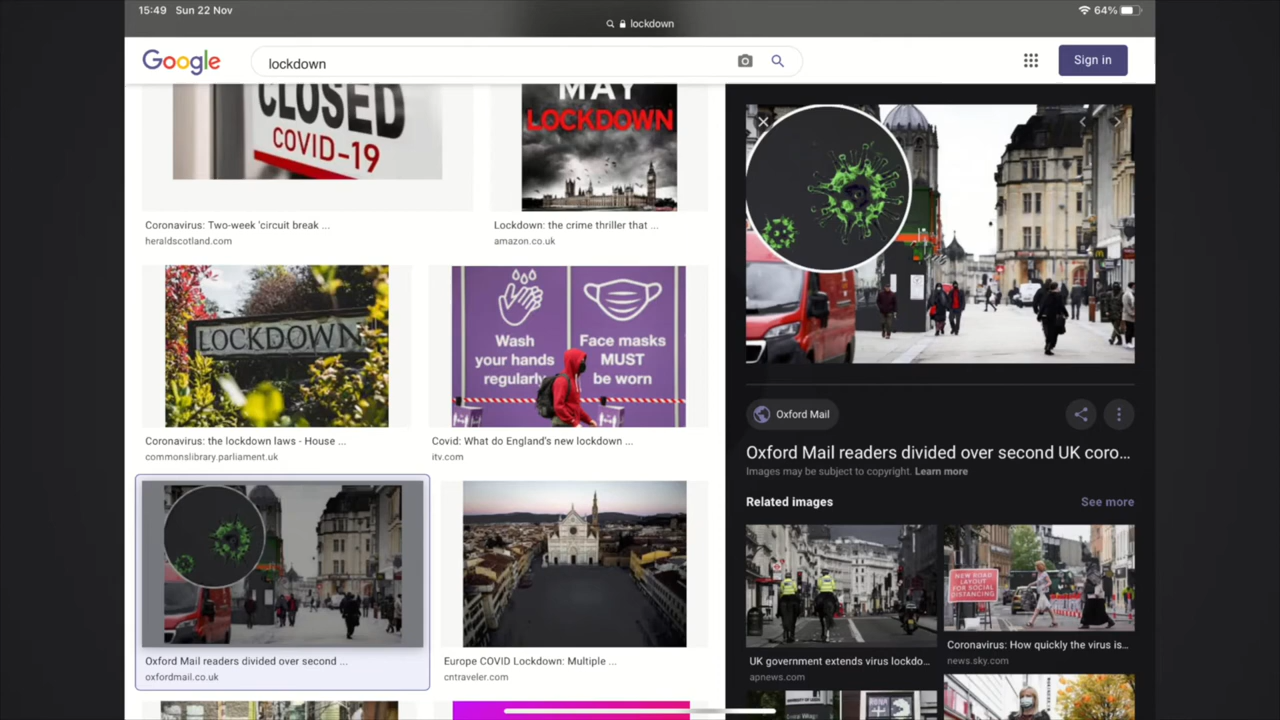 15:49 Sun 22 Nov
lockdown
64%
Google
lockdown
Sign in
CLOSED
COVID-19
Coronavirus: Two-week 'circuit break ...
heraldscotland.com
MAY
LOCKDOWN
Lockdown: the crime thriller that ...
amazon.co.uk
LOCKDOWN
Coronavirus: the lockdown laws - House ...
commonslibrary.parliament.uk
Wash
your hands
regularly
Face masks
MUST
be worn
Covid: What do England's new lockdown ...
itv.com
Oxford Mail readers divided over second ...
oxfordmail.co.uk
Europe COVID Lockdown: Multiple ...
cntraveler.com
Oxford Mail
Oxford Mail readers divided over second UK coro...
Images may be subject to copyright. Learn more
Related images
See more
UK government extends virus lockdo...
apnews.com
NEW ROAD
LAYOUT
FOR SOCIAL
DISTANCING
Coronavirus: How quickly the virus is...
news.sky.com